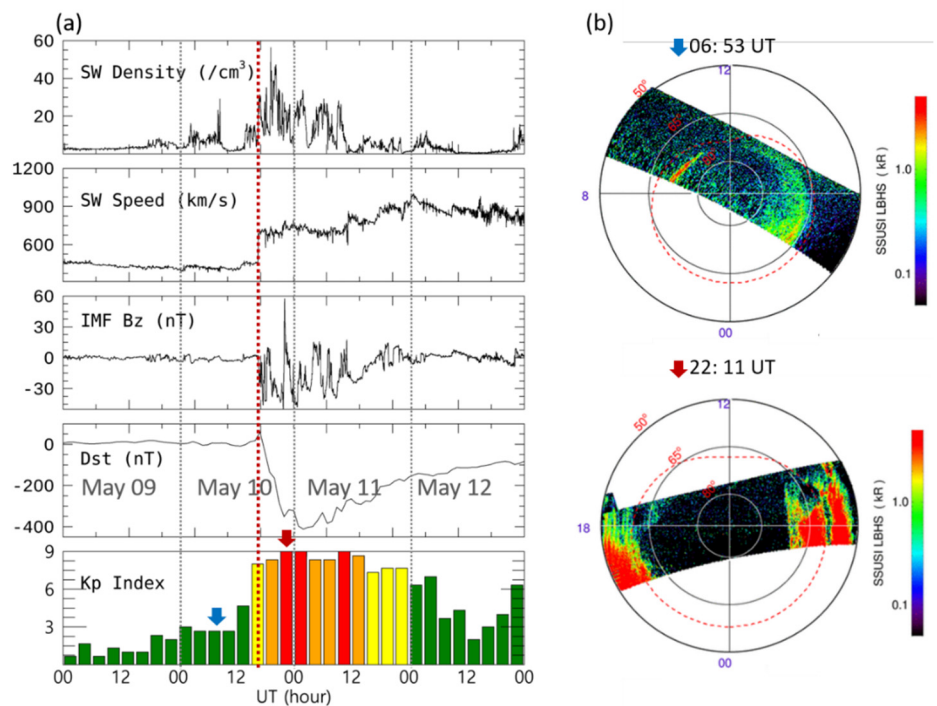 (a)
60
40
20
SW Density (/cm³)
1200
900
600
SW Speed (km/s)
60
30
0
-30
IMF Bz (nT)
0
-200
-400
Dst (nT)
May 09 May 10 May 11 May 12
9
6
3
Kp Index
00 12 00 12 00 12 00 12 00
UT (hour)
(b)
06: 53 UT
12
50°
65°
80°
8
00
1.0
0.1
SSUSI LBHS (kR)
22: 11 UT
12
50°
65°
18
00
1.0
0.1
SSUSI LBHS (kR)